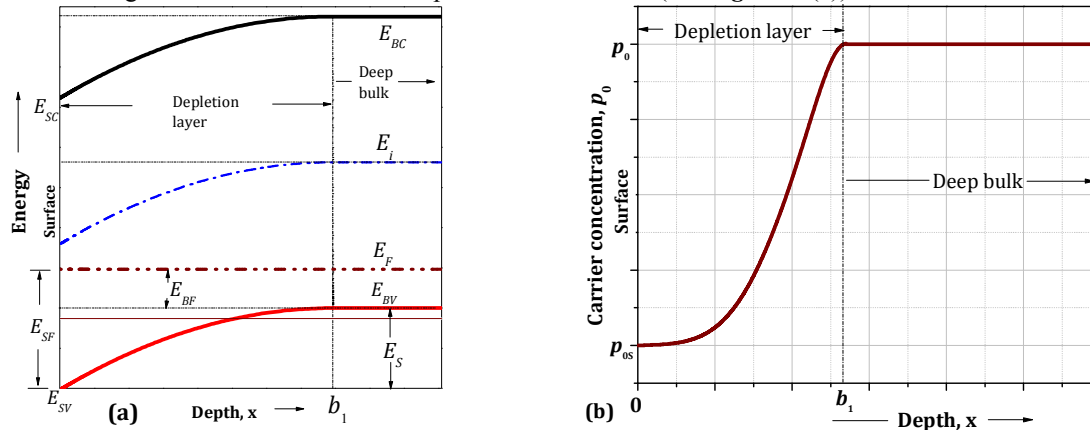 E_BC
Deep
bulk
E_SC
Depletion
layer
E_i
Energy
Surface
E_F
E_BF
E_BV
E_SF
E_S
E_SV
(a)
Depth, x
b_1
Depletion layer
p_0
Carrier concentration, p_0
Surface
Deep bulk
p_0S
0
b_1
(b)
Depth, x